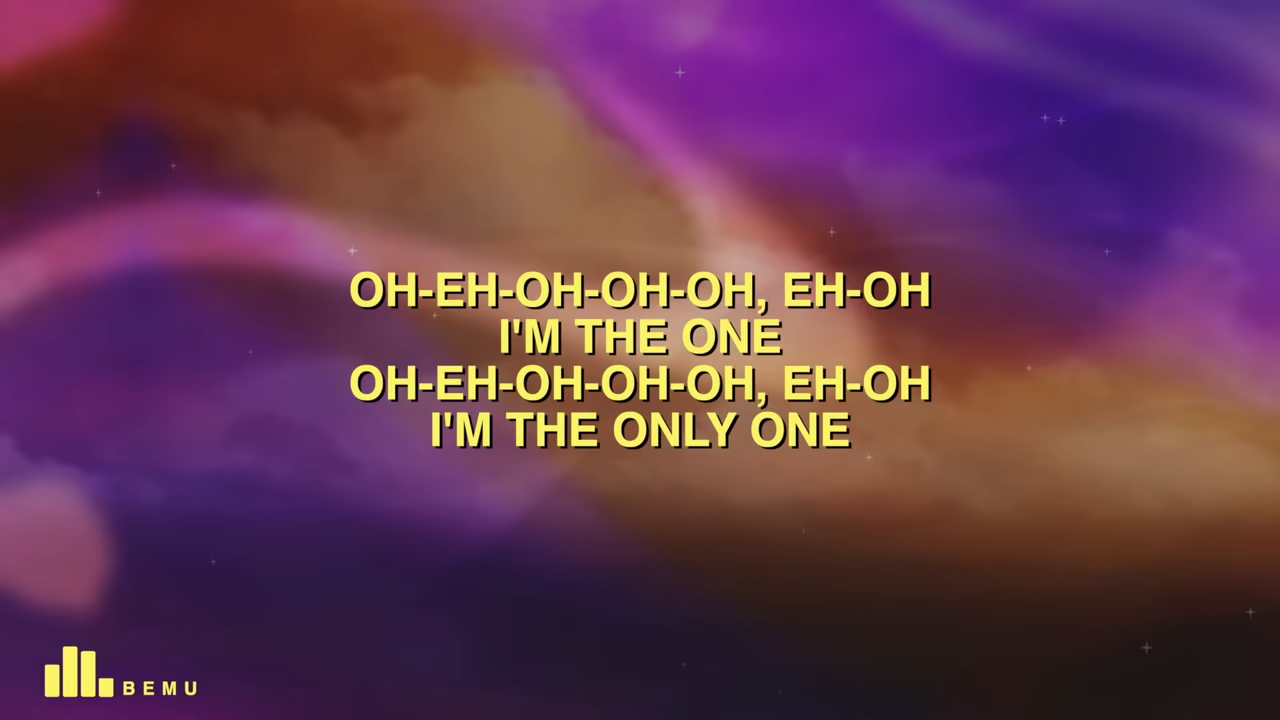 OH-EH-OH-OH-OH, EH-OH
I'M THE ONE
OH-EH-OH-OH-OH, EH-OH
I'M THE ONLY ONE
BEMU